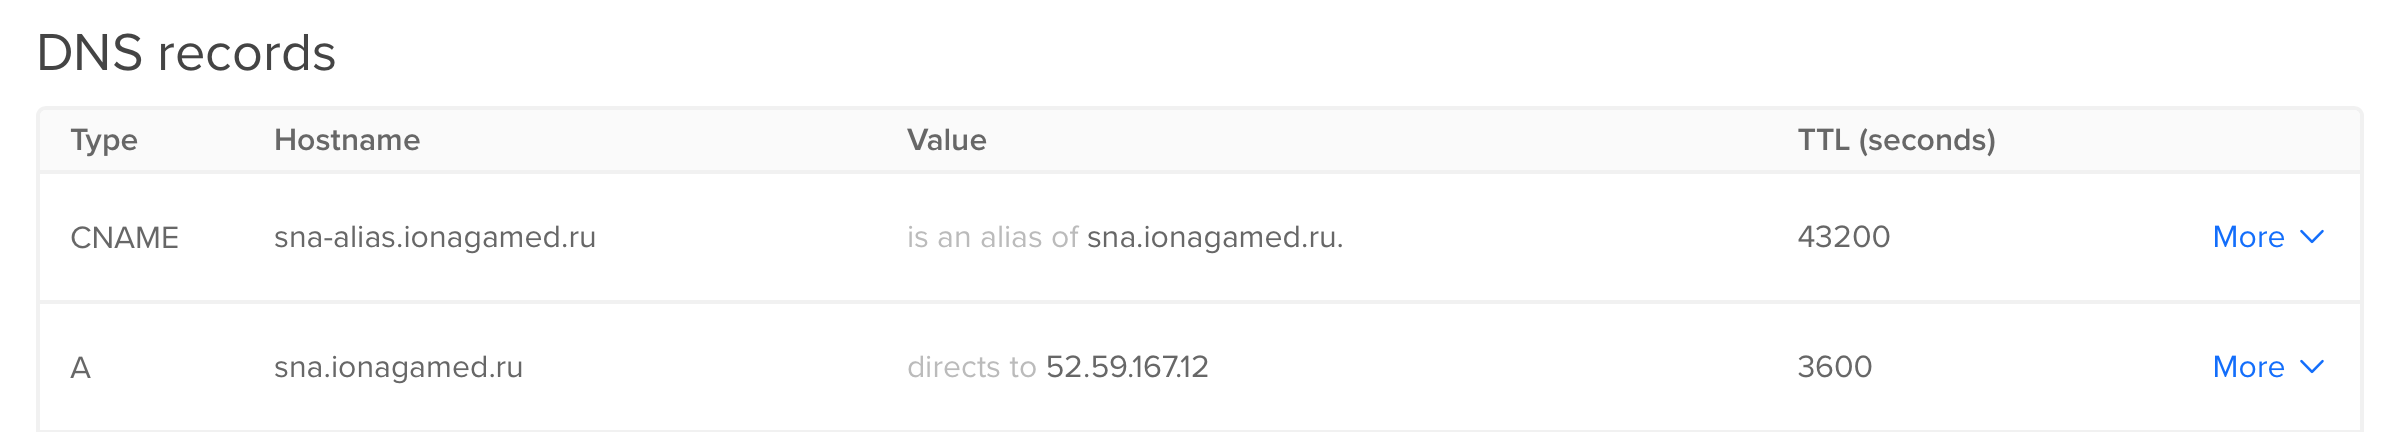 DNS records
Type Hostname Value TTL (seconds)
CNAME sna-alias.ionagamed.ru is an alias of sna.ionagamed.ru. 43200 More
A sna.ionagamed.ru directs to 52.59.167.12 3600 More